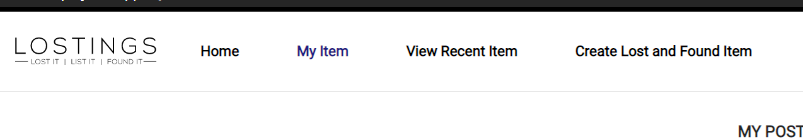 LOSTINGS
LOST IT | LIST IT | FOUND IT
Home
My Item
View Recent Item
Create Lost and Found Item
MY POST